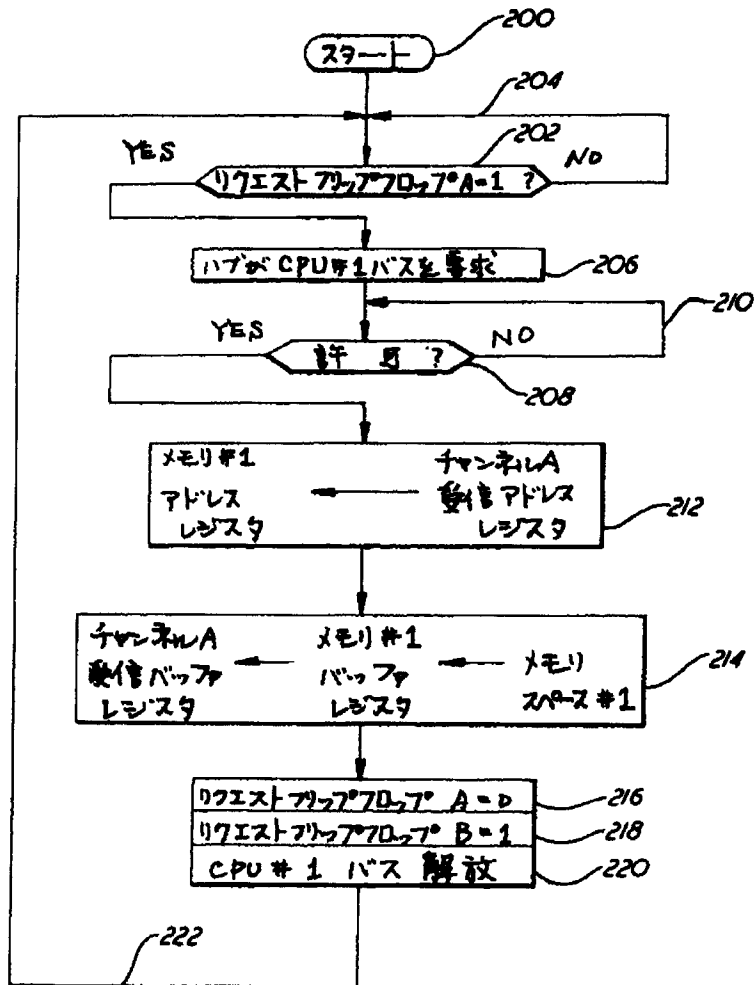 200
スタート
204
YES
202
NO
リクエストフリップフロップA=1 ?
ハブが CPU#1バスを要求
206
210
YES
NO
許可?
208
メモリ#1
アドレス
レジスタ
チャンネルA
受信アドレス
レジスタ
212
チャンネルA
受信バッファ
レジスタ
メモリ#1
バッファ
レジスタ
メモリ
スペース#1
214
リクエストフリップフロップ A=0
216
リクエストフリップフロップ B=1
218
CPU#1 バス 解放
220
222